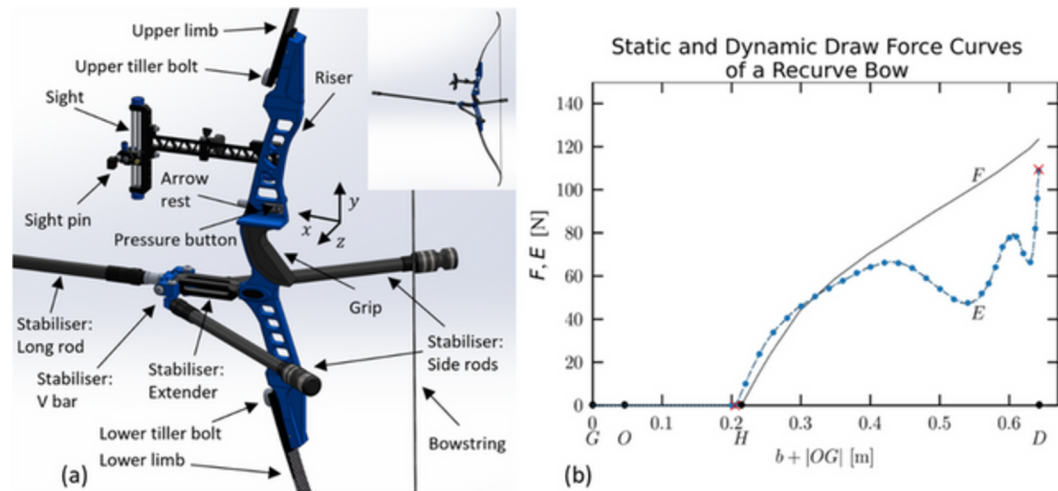 Upper limb
Upper tiller bolt
Riser
Sight
Arrow
rest
Sight pin
Pressure button
y
x
z
Grip
Stabiliser:
Long rod
Stabiliser:
V bar
Stabiliser:
Extender
Stabiliser:
Side rods
Lower tiller bolt
Bowstring
Lower limb
(a)
Static and Dynamic Draw Force Curves
of a Recurve Bow
140
120
100
80
60
40
20
0
F, E [N]
F
E
0 0.1 0.2 0.3 0.4 0.5 0.6
G O H D
b + |OG| [m]
(b)